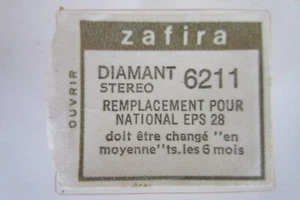 zafira
OUVRIR
DIAMANT 6211
STEREO
REMPLACEMENT POUR
NATIONAL EPS 28
doit être changé "en
moyenne"ts.les 6 mois